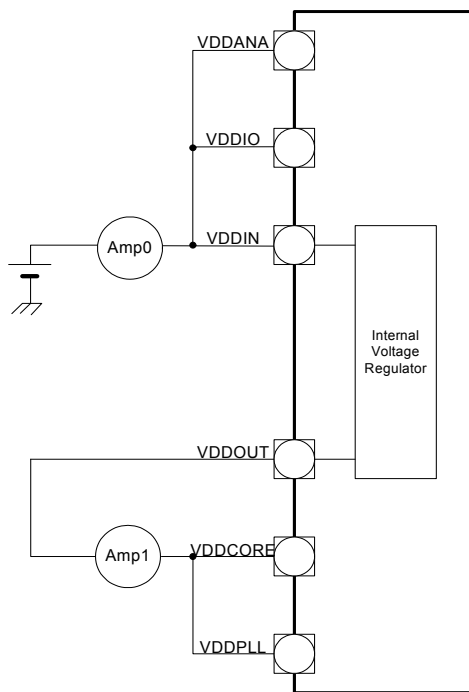 VDDANA
VDDIO
VDDIN
Amp0
Internal
Voltage
Regulator
VDDOUT
Amp1
VDDCORE
VDDPLL